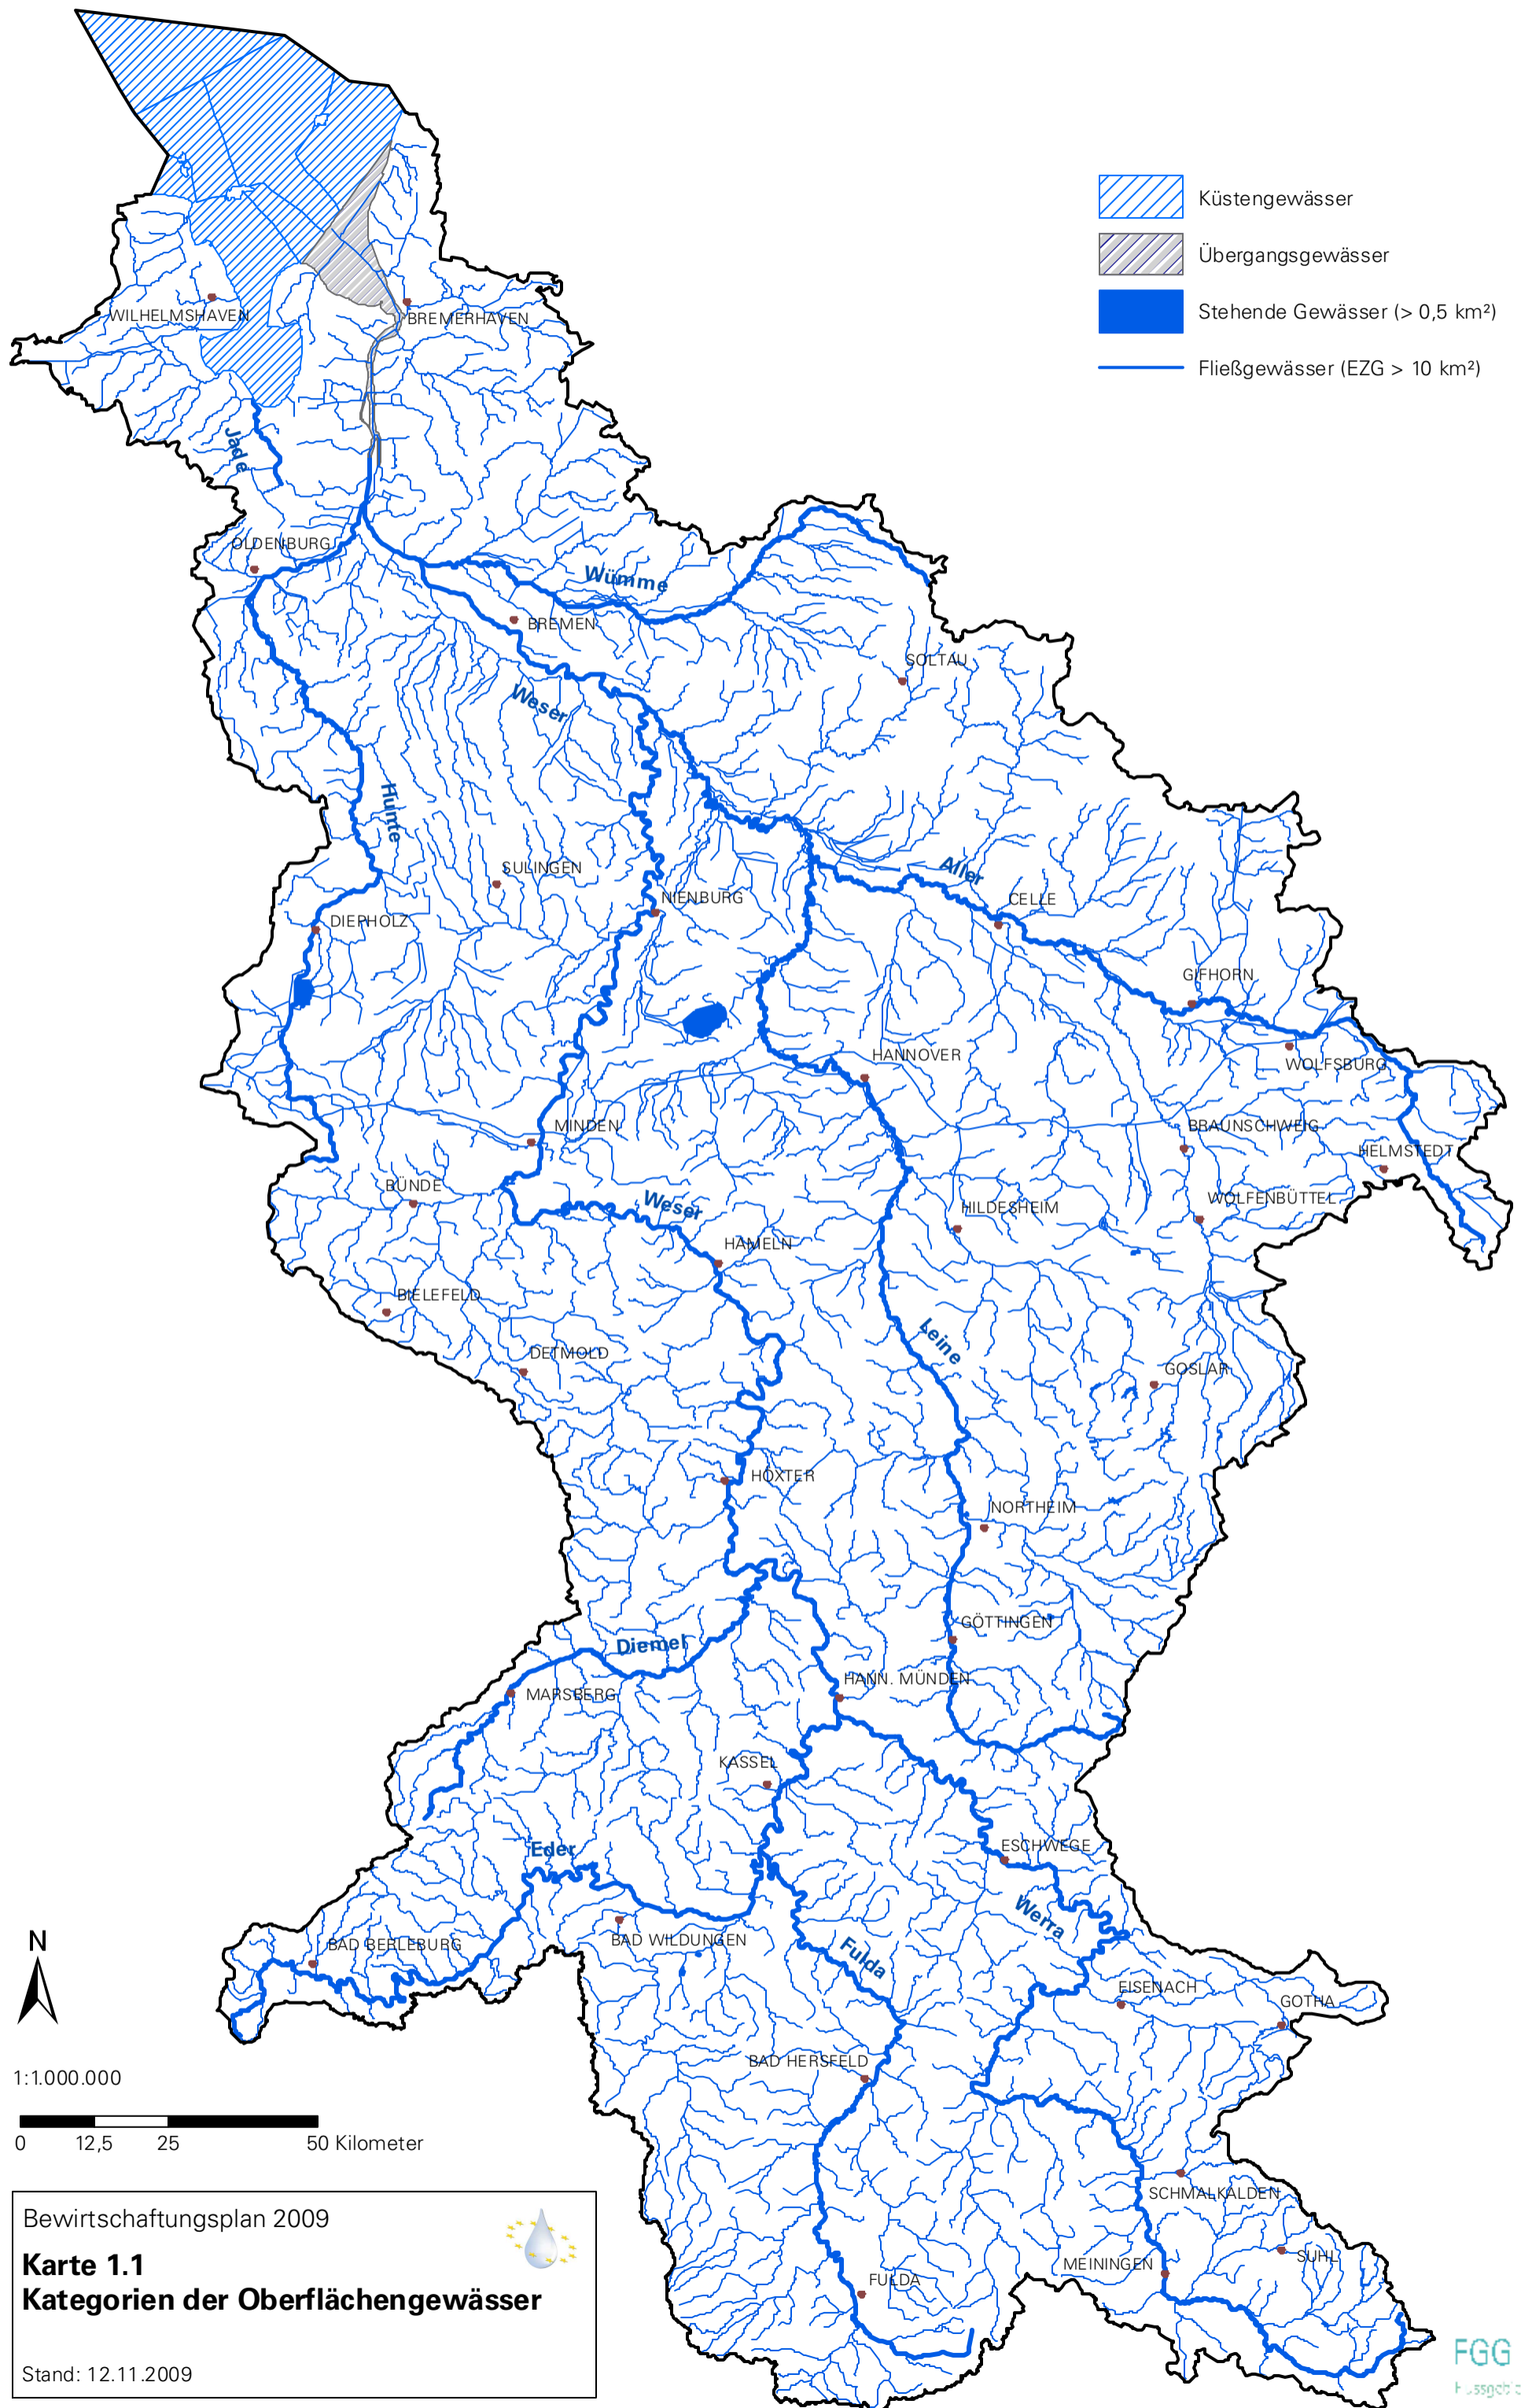 Küstengewässer
Übergangsgewässer
Stehende Gewässer (> 0,5 km²)
Fließgewässer (EZG > 10 km²)
WILHELMSHAVEN
BREMERHAVEN
Jade
OLDENBURG
Wümme
BREMEN
SOLTAU
Weser
Hunte
SULINGEN
Aller
NIENBURG
CELLE
DIEPHOLZ
GIFHORN
HANNOVER
WOLFSBURG
MINDEN
BRAUNSCHWEIG
HELMSTEDT
BÜNDE
Weser
HILDESHEIM
WOLFENBÜTTEL
HAMELN
BIELEFELD
Leine
DETMOLD
GOSLAR
HÖXTER
NORTHEIM
GÖTTINGEN
Diemel
HANN. MÜNDEN
MARSBERG
KASSEL
ESCHWEGE
Eder
Werra
BAD BERLEBURG
BAD WILDUNGEN
Fulda
EISENACH
GOTHA
BAD HERSFELD
SCHMALKALDEN
MEININGEN
SUHL
FULDA
N
1:1.000.000
0 12,5 25 50 Kilometer
Bewirtschaftungsplan 2009
Karte 1.1
Kategorien der Oberflächengewässer
Stand: 12.11.2009
FGG